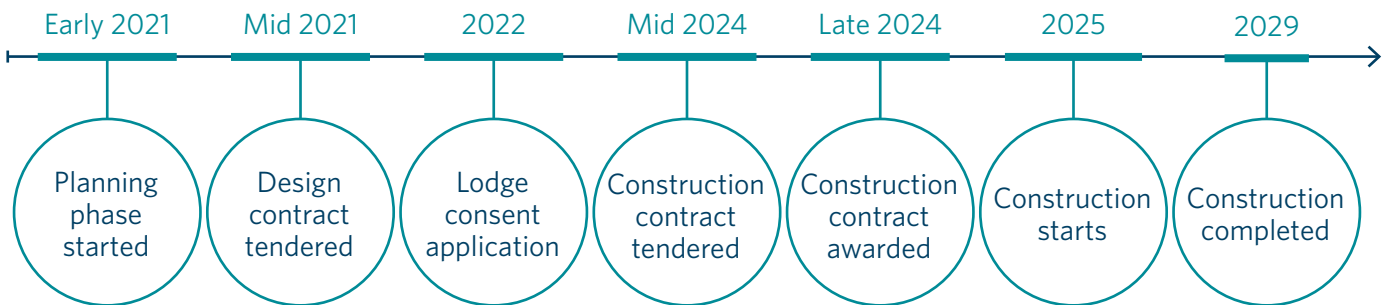 Early 2021
Mid 2021
2022
Mid 2024
Late 2024
2025
2029
Planning
phase
started
Design
contract
tendered
Lodge
consent
application
Construction
contract
tendered
Construction
contract
awarded
Construction
starts
Construction
completed